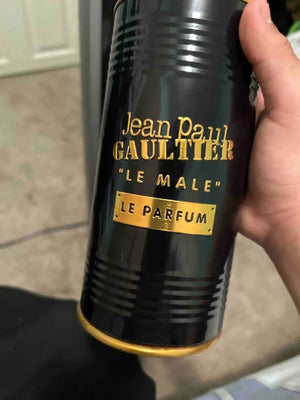 Jean Paul
GAULTIER
"LE MALE"
LE PARFUM